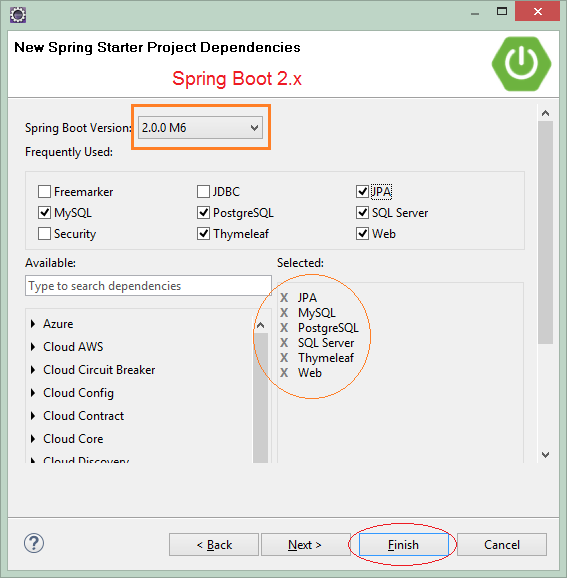 New Spring Starter Project Dependencies
Spring Boot 2.x
Spring Boot Version: 2.0.0 M6
Frequently Used:
Freemarker JDBC JPA
MySQL PostgreSQL SQL Server
Security Thymeleaf Web
Available: Selected:
Type to search dependencies
JPA
MySQL
PostgreSQL
SQL Server
Thymeleaf
Web
Azure
Cloud AWS
Cloud Circuit Breaker
Cloud Config
Cloud Contract
Cloud Core
Cloud Discovery
< Back Next > Finish Cancel